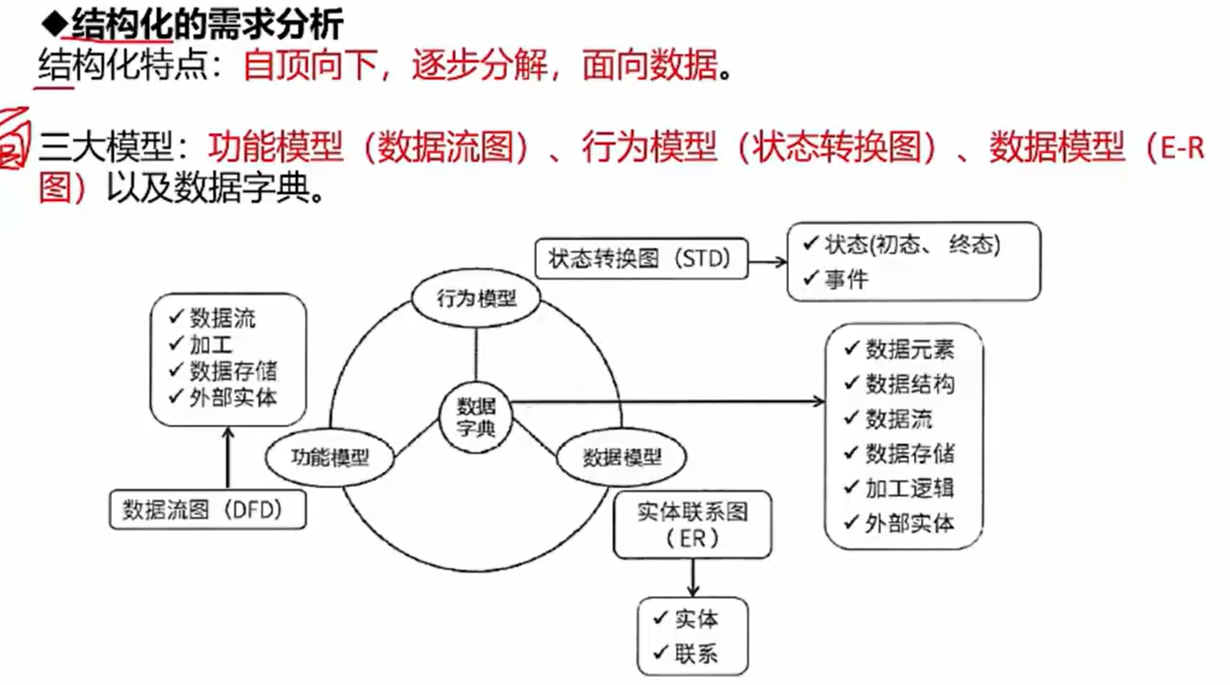 ◆结构化的需求分析
结构化特点：自顶向下，逐步分解，面向数据。
三大模型：功能模型（数据流图）、行为模型（状态转换图）、数据模型（E-R
图）以及数据字典。
状态转换图（STD）
✓ 状态(初态、 终态)
✓ 事件
行为模型
✓ 数据流
✓ 加工
✓ 数据存储
✓ 外部实体
数据
字典
✓ 数据元素
✓ 数据结构
✓ 数据流
✓ 数据存储
✓ 加工逻辑
✓ 外部实体
功能模型
数据模型
数据流图（DFD）
实体联系图
（ER）
✓ 实体
✓ 联系